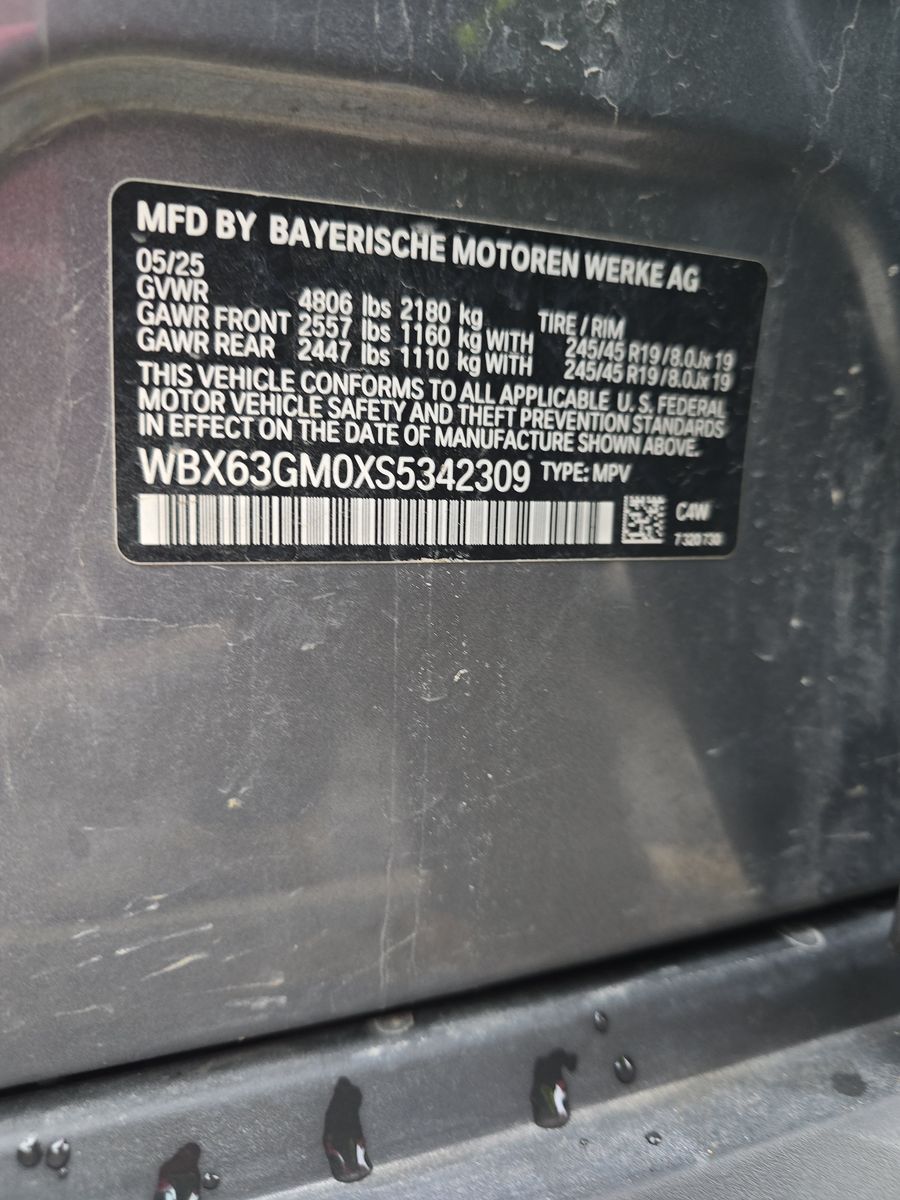 MFD BY BAYERISCHE MOTOREN WERKE AG
05/25
GVWR 4806 lbs 2180 kg TIRE / RIM
GAWR FRONT 2557 lbs 1160 kg WITH 245/45 R19 /8.0Jx19
GAWR REAR 2447 lbs 1110 kg WITH 245/45 R19 /8.0Jx19
THIS VEHICLE CONFORMS TO ALL APPLICABLE U. S. FEDERAL
MOTOR VEHICLE SAFETY AND THEFT PREVENTION STANDARDS
IN EFFECT ON THE DATE OF MANUFACTURE SHOWN ABOVE.
WBX63GM0XS5342309 TYPE: MPV
C4W
7 320 730